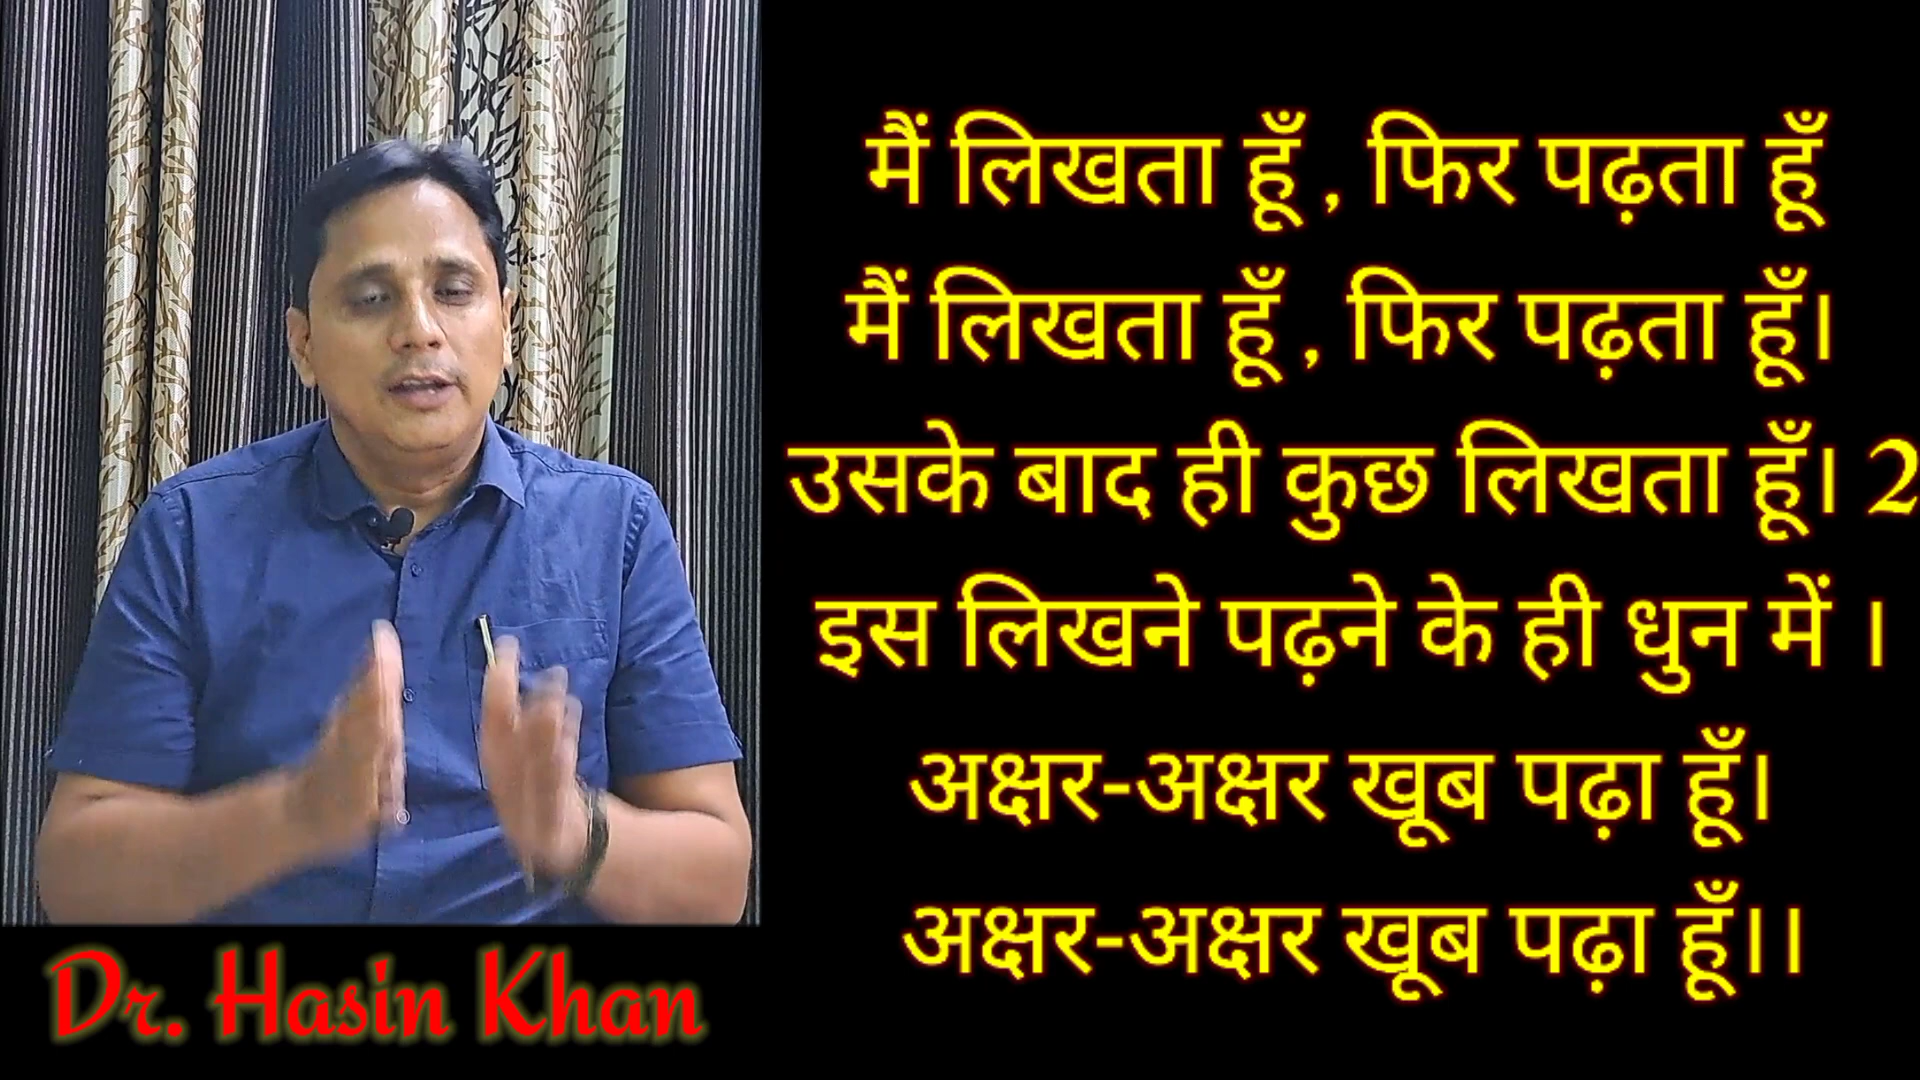 मैं लिखता हूँ , फिर पढ़ता हूँ
मैं लिखता हूँ , फिर पढ़ता हूँ।
उसके बाद ही कुछ लिखता हूँ। 2
इस लिखने पढ़ने के ही धुन में ।
अक्षर-अक्षर खूब पढ़ा हूँ।
अक्षर-अक्षर खूब पढ़ा हूँ।।
Dr. Hasin Khan